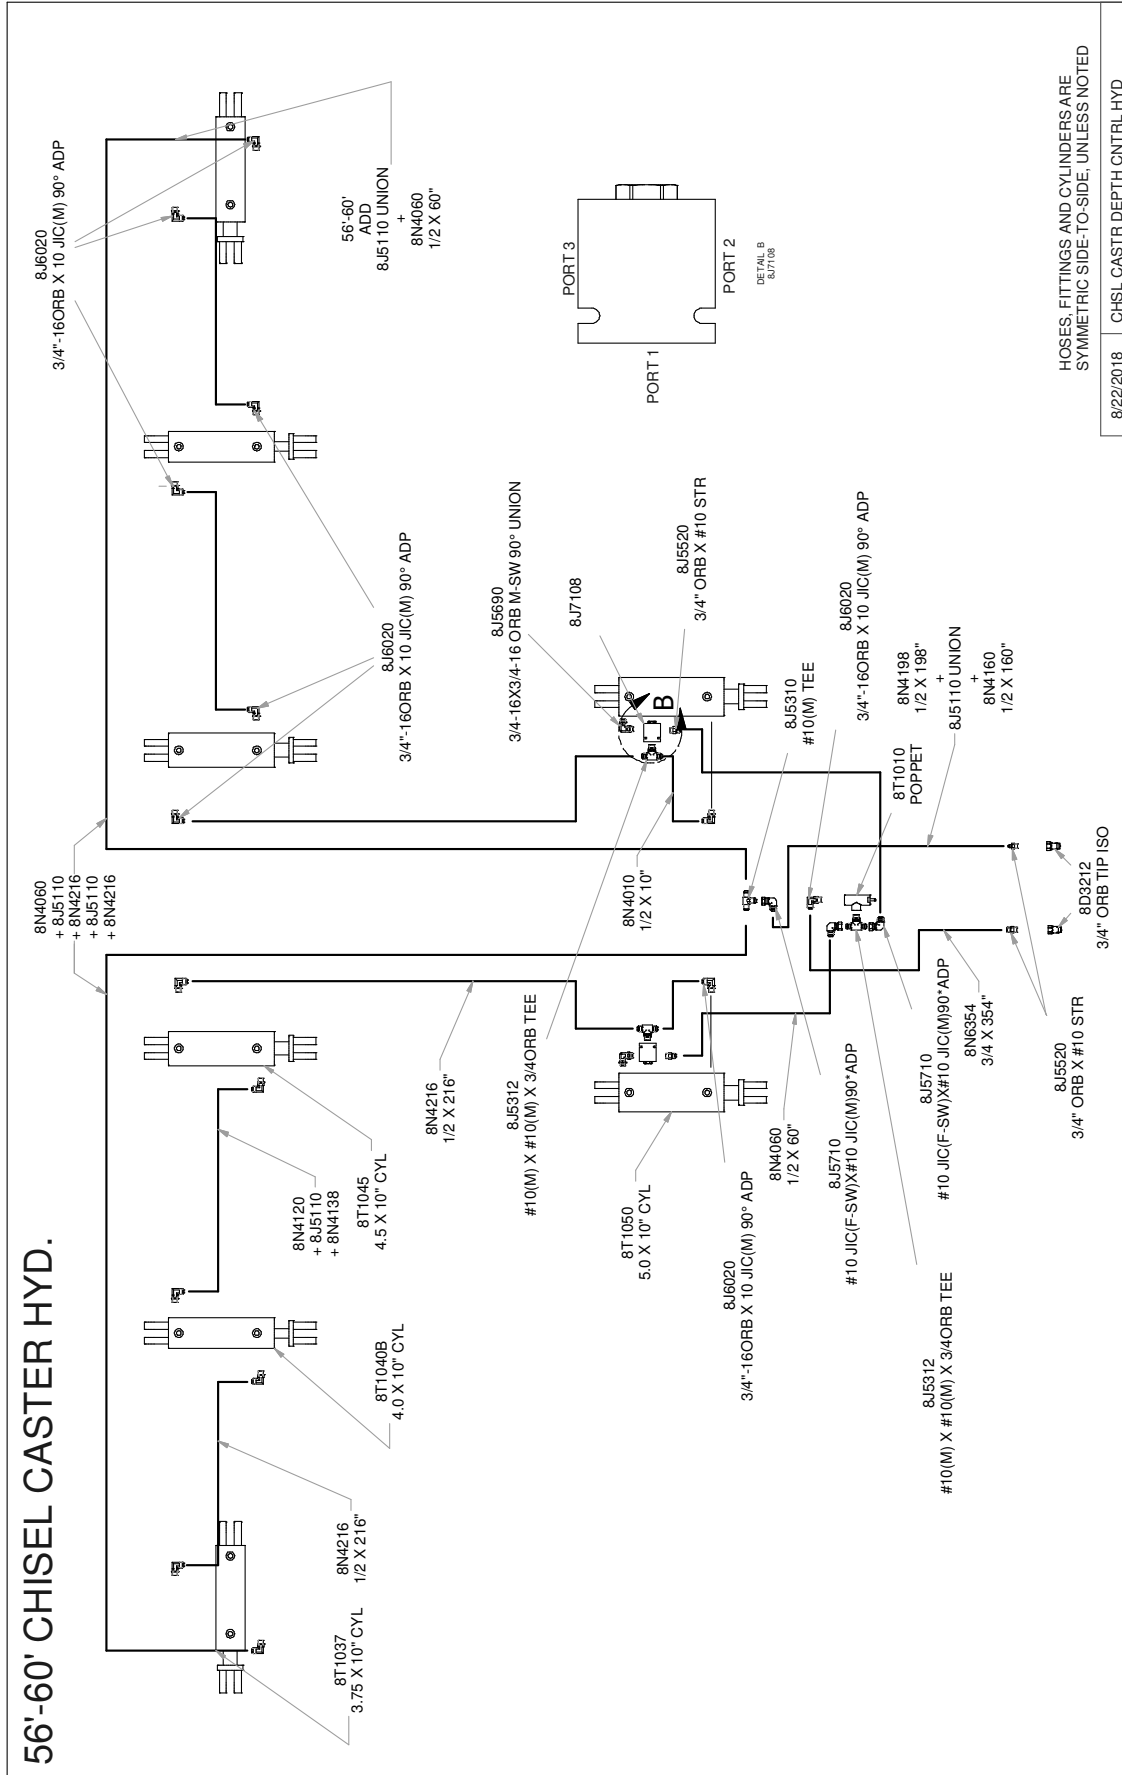 56'-60' CHISEL CASTER HYD.
8N4060
+ 8J5110
+ 8N4216
+ 8J5110
+ 8N4216
8J6020
3/4"-16ORB X 10 JIC(M) 90° ADP
56'-60'
ADD
8J5110 UNION
+
8N4060
1/2 X 60"
8T1037
3.75 X 10" CYL
8N4216
1/2 X 216"
8T1040B
4.0 X 10" CYL
8N4120
+ 8J5110
+ 8N4138
8T1045
4.5 X 10" CYL
8J6020
3/4"-16ORB X 10 JIC(M) 90° ADP
8N4216
1/2 X 216"
8J5312
#10(M) X #10(M) X 3/4ORB TEE
8J5690
3/4-16X3/4-16 ORB M-SW 90° UNION
8J7108
8J5520
3/4" ORB X #10 STR
B
PORT 3
PORT 1
PORT 2
DETAIL B
8J7108
8T1050
5.0 X 10" CYL
8N4010
1/2 X 10"
8J6020
3/4"-16ORB X 10 JIC(M) 90° ADP
8N4060
1/2 X 60"
8J5310
#10(M) TEE
8J6020
3/4"-16ORB X 10 JIC(M) 90° ADP
8J5710
#10 JIC(F-SW)X#10 JIC(M)90*ADP
8T1010
POPPET
8N4198
1/2 X 198"
+
8J5110 UNION
+
8N4160
1/2 X 160"
8J5312
#10(M) X #10(M) X 3/4ORB TEE
8J5710
#10 JIC(F-SW)X#10 JIC(M)90*ADP
8N6354
3/4 X 354"
8J5520
3/4" ORB X #10 STR
8D3212
3/4" ORB TIP ISO
HOSES, FITTINGS AND CYLINDERS ARE
SYMMETRIC SIDE-TO-SIDE, UNLESS NOTED
8/22/2018 CHSL CASTR DEPTH CNTRL HYD